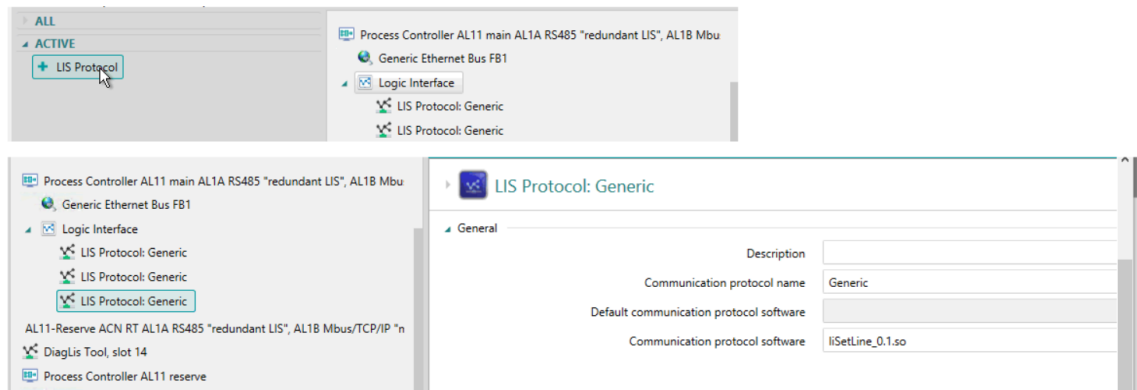 ALL
ACTIVE
+ LIS Protocol
Process Controller AL11 main AL1A RS485 "redundant LIS", AL1B Mbu
Generic Ethernet Bus FB1
Logic Interface
LIS Protocol: Generic
LIS Protocol: Generic
Process Controller AL11 main AL1A RS485 "redundant LIS", AL1B Mbu
Generic Ethernet Bus FB1
Logic Interface
LIS Protocol: Generic
LIS Protocol: Generic
LIS Protocol: Generic
AL11-Reserve ACN RT AL1A RS485 "redundant LIS", AL1B Mbus/TCP/IP "n
DiagLis Tool, slot 14
Process Controller AL11 reserve
LIS Protocol: Generic
General
Description
Communication protocol name Generic
Default communication protocol software
Communication protocol software liSetLine_0.1.so